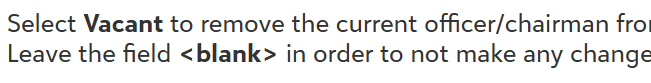 Select Vacant to remove the current officer/chairman
Leave the field <blank> in order to not make any change